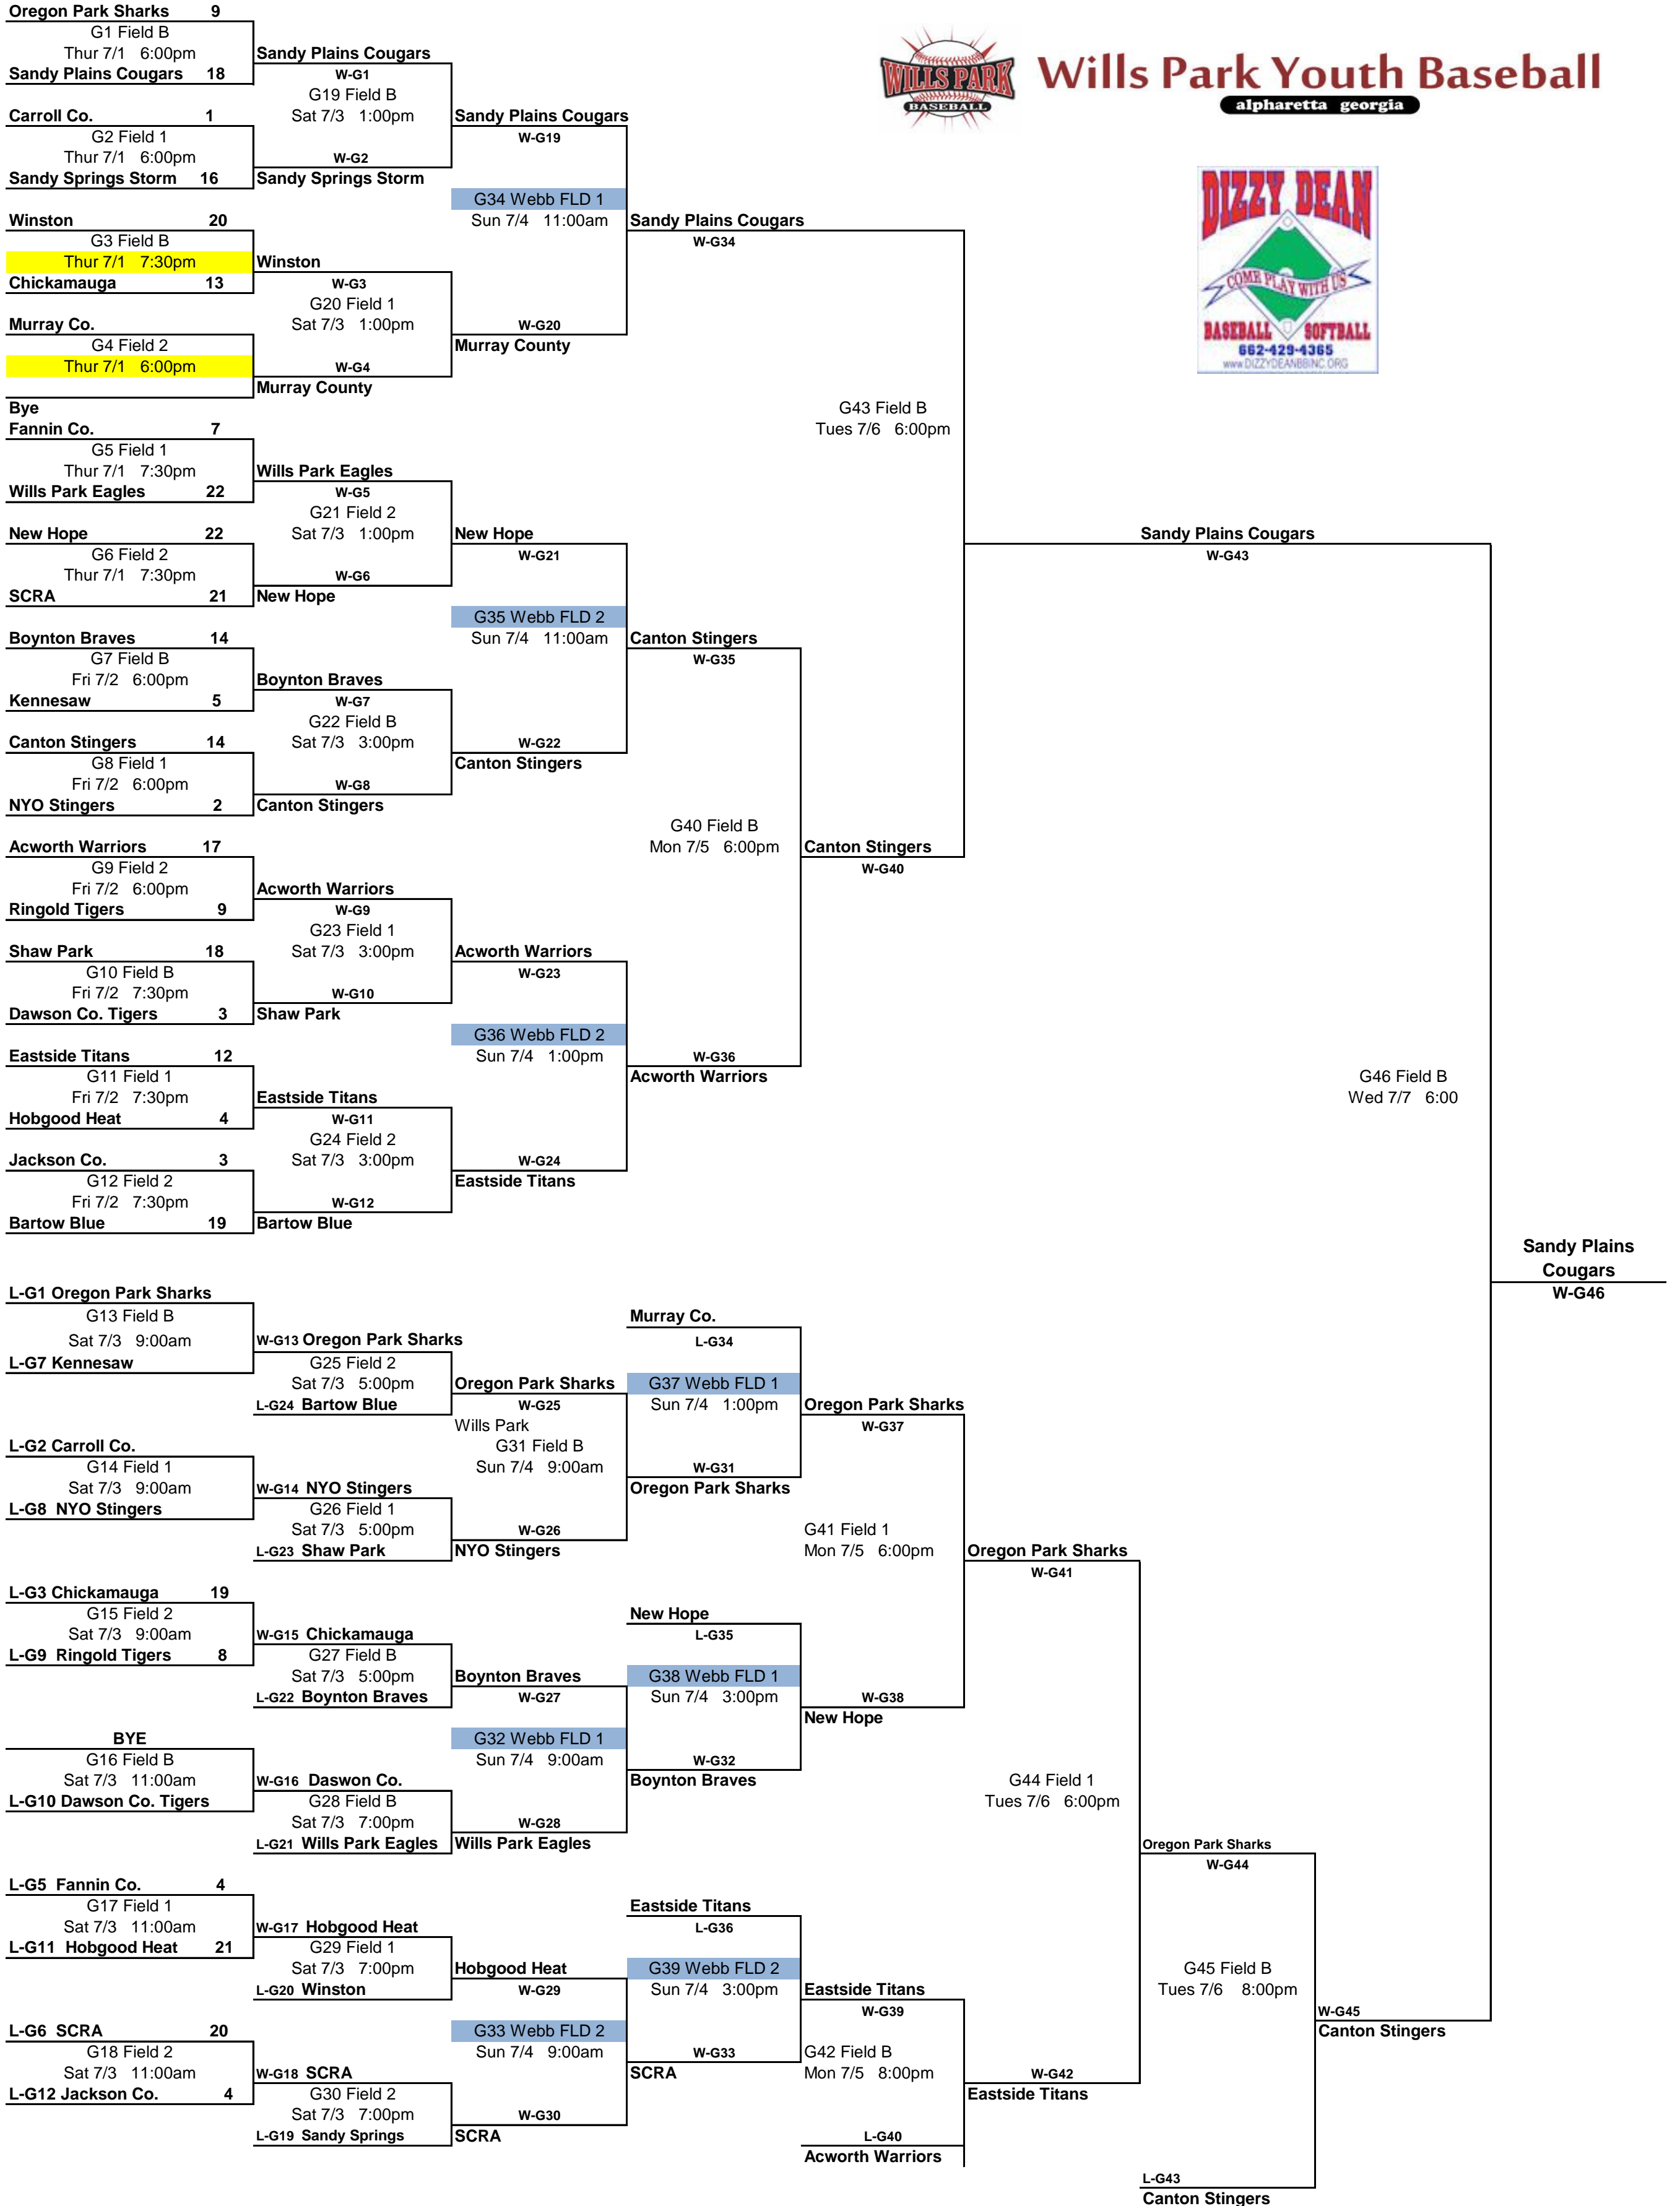 Oregon Park Sharks 9
G1 Field B
Thur 7/1 6:00pm
Sandy Plains Cougars 18
Carroll Co. 1
G2 Field 1
Thur 7/1 6:00pm
Sandy Springs Storm 16
Winston 20
G3 Field B
Thur 7/1 7:30pm
Chickamauga 13
Murray Co.
G4 Field 2
Thur 7/1 6:00pm
Bye
Fannin Co. 7
G5 Field 1
Thur 7/1 7:30pm
Wills Park Eagles 22
New Hope 22
G6 Field 2
Thur 7/1 7:30pm
SCRA 21
Boynton Braves 14
G7 Field B
Fri 7/2 6:00pm
Kennesaw 5
Canton Stingers 14
G8 Field 1
Fri 7/2 6:00pm
NYO Stingers 2
Acworth Warriors 17
G9 Field 2
Fri 7/2 6:00pm
Ringold Tigers 9
Shaw Park 18
G10 Field B
Fri 7/2 7:30pm
Dawson Co. Tigers 3
Eastside Titans 12
G11 Field 1
Fri 7/2 7:30pm
Hobgood Heat 4
Jackson Co. 3
G12 Field 2
Fri 7/2 7:30pm
Bartow Blue 19
Sandy Plains Cougars
W-G1
G19 Field B
Sat 7/3 1:00pm
W-G2
Sandy Springs Storm
Winston
W-G3
G20 Field 1
Sat 7/3 1:00pm
W-G4
Murray County
Wills Park Eagles
W-G5
G21 Field 2
Sat 7/3 1:00pm
W-G6
New Hope
Boynton Braves
W-G7
G22 Field B
Sat 7/3 3:00pm
W-G8
Canton Stingers
Acworth Warriors
W-G9
G23 Field 1
Sat 7/3 3:00pm
W-G10
Shaw Park
Eastside Titans
W-G11
G24 Field 2
Sat 7/3 3:00pm
W-G12
Bartow Blue
Sandy Plains Cougars
W-G19
G34 Webb FLD 1
Sun 7/4 11:00am
W-G20
Murray County
New Hope
W-G21
G35 Webb FLD 2
Sun 7/4 11:00am
W-G22
Canton Stingers
Acworth Warriors
W-G23
G36 Webb FLD 2
Sun 7/4 1:00pm
W-G24
Eastside Titans
Sandy Plains Cougars
W-G34
Canton Stingers
W-G35
G40 Field B
Mon 7/5 6:00pm
W-G36
Acworth Warriors
G43 Field B
Tues 7/6 6:00pm
Canton Stingers
W-G40
WILLS PARK
BASEBALL
Wills Park Youth Baseball
alpharetta georgia
DIZZY DEAN
COME PLAY WITH US
BASEBALL SOFTBALL
662-429-4365
www.DIZZYDEANBBINC.ORG
Sandy Plains Cougars
W-G43
G46 Field B
Wed 7/7 6:00
Sandy Plains
Cougars
W-G46
L-G1 Oregon Park Sharks
G13 Field B
Sat 7/3 9:00am
L-G7 Kennesaw
L-G2 Carroll Co.
G14 Field 1
Sat 7/3 9:00am
L-G8 NYO Stingers
L-G3 Chickamauga 19
G15 Field 2
Sat 7/3 9:00am
L-G9 Ringold Tigers 8
BYE
G16 Field B
Sat 7/3 11:00am
L-G10 Dawson Co. Tigers
L-G5 Fannin Co. 4
G17 Field 1
Sat 7/3 11:00am
L-G11 Hobgood Heat 21
L-G6 SCRA 20
G18 Field 2
Sat 7/3 11:00am
L-G12 Jackson Co. 4
W-G13 Oregon Park Sharks
G25 Field 2
Sat 7/3 5:00pm
L-G24 Bartow Blue
W-G14 NYO Stingers
G26 Field 1
Sat 7/3 5:00pm
L-G23 Shaw Park
W-G15 Chickamauga
G27 Field B
Sat 7/3 5:00pm
L-G22 Boynton Braves
W-G16 Daswon Co.
G28 Field B
Sat 7/3 7:00pm
L-G21 Wills Park Eagles
W-G17 Hobgood Heat
G29 Field 1
Sat 7/3 7:00pm
L-G20 Winston
W-G18 SCRA
G30 Field 2
Sat 7/3 7:00pm
L-G19 Sandy Springs
Oregon Park Sharks
W-G25
Wills Park
G31 Field B
Sun 7/4 9:00am
W-G26
NYO Stingers
Boynton Braves
W-G27
G32 Webb FLD 1
Sun 7/4 9:00am
W-G28
Wills Park Eagles
Hobgood Heat
W-G29
G33 Webb FLD 2
Sun 7/4 9:00am
W-G30
SCRA
Murray Co.
L-G34
G37 Webb FLD 1
Sun 7/4 1:00pm
W-G31
Oregon Park Sharks
New Hope
L-G35
G38 Webb FLD 1
Sun 7/4 3:00pm
W-G32
Boynton Braves
Eastside Titans
L-G36
G39 Webb FLD 2
Sun 7/4 3:00pm
W-G33
SCRA
Oregon Park Sharks
W-G37
G41 Field 1
Mon 7/5 6:00pm
W-G38
New Hope
Eastside Titans
W-G39
G42 Field B
Mon 7/5 8:00pm
L-G40
Acworth Warriors
Oregon Park Sharks
W-G41
G44 Field 1
Tues 7/6 6:00pm
W-G42
Eastside Titans
Oregon Park Sharks
W-G44
G45 Field B
Tues 7/6 8:00pm
L-G43
Canton Stingers
W-G45
Canton Stingers